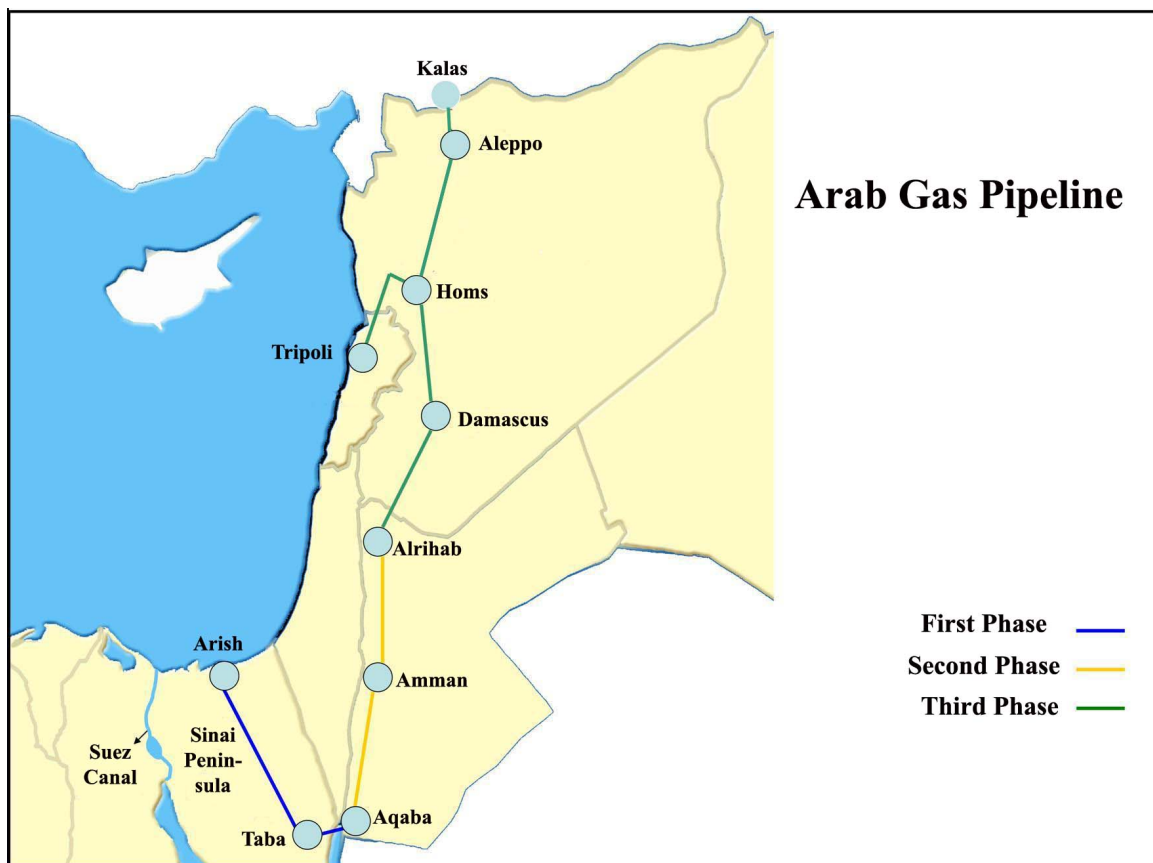 Kalas
Aleppo
Arab Gas Pipeline
Homs
Tripoli
Damascus
Alrihab
First Phase
Second Phase
Third Phase
Arish
Amman
Suez
Canal
Sinai
Penin-
sula
Aqaba
Taba